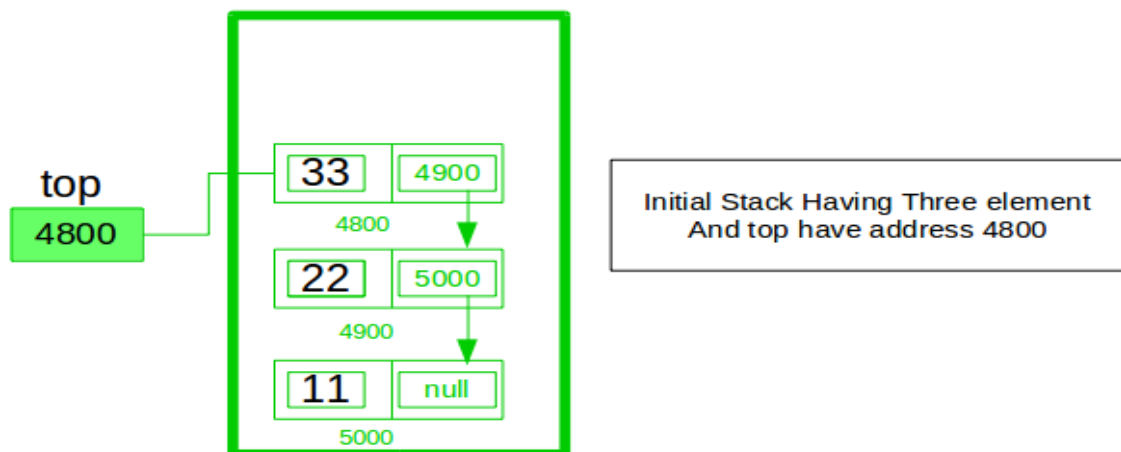 top
4800
33 4900
4800
22 5000
4900
11 null
5000
Initial Stack Having Three element
And top have address 4800